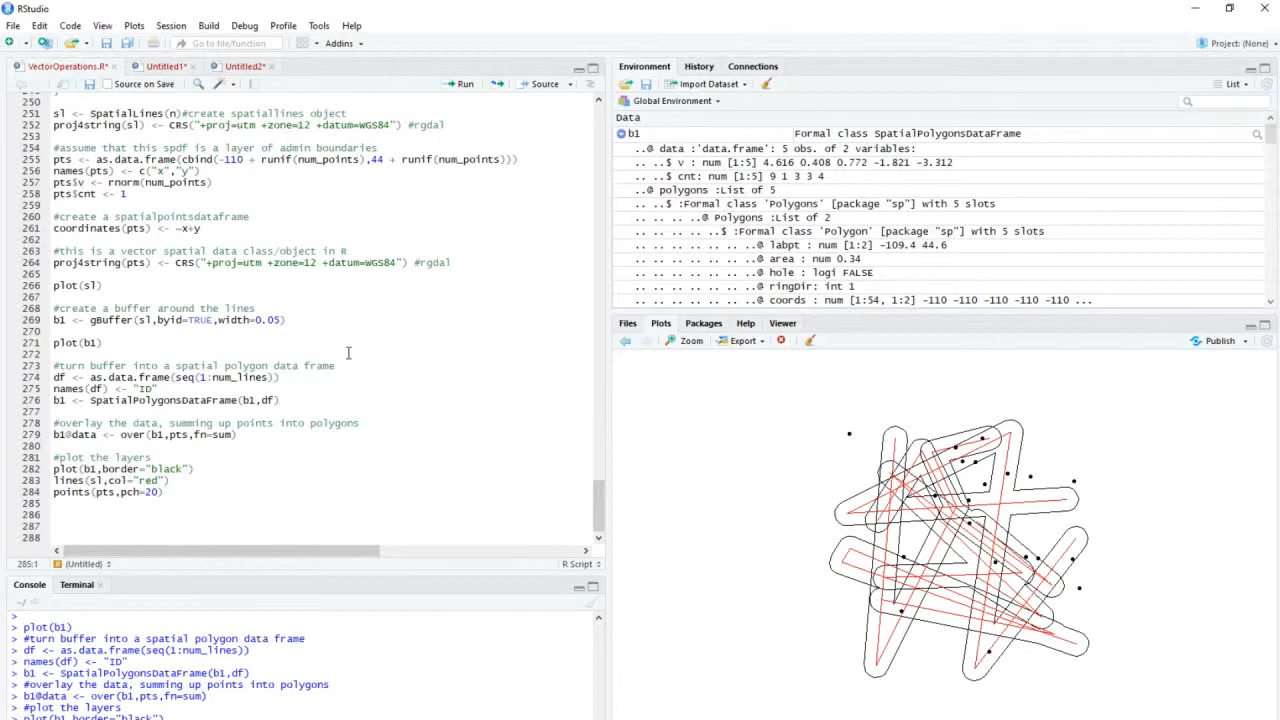 RStudio
File Edit Code View Plots Session Build Debug Profile Tools Help
Go to file/function Addins Project: (None)
VectorOperations.R* Untitled1* Untitled2*
Source on Save Run Source
250 }
251 sl <- SpatialLines(n)#create spatiallines object
252 proj4string(sl) <- CRS("+proj=utm +zone=12 +datum=WGS84") #rgdal
253
254 #assume that this spdf is a layer of admin boundaries
255 pts <- as.data.frame(cbind(-110 + runif(num_points),44 + runif(num_points)))
256 names(pts) <- c("x","y")
257 pts$v <- rnorm(num_points)
258 pts$cnt <- 1
259
260 #create a spatialpointsdataframe
261 coordinates(pts) <- ~x+y
262
263 #this is a vector spatial data class/object in R
264 proj4string(pts) <- CRS("+proj=utm +zone=12 +datum=WGS84") #rgdal
265
266 plot(sl)
267
268 #create a buffer around the lines
269 b1 <- gBuffer(sl,byid=TRUE,width=0.05)
270
271 plot(b1)
272
273 #turn buffer into a spatial polygon data frame
274 df <- as.data.frame(seq(1:num_lines))
275 names(df) <- "ID"
276 b1 <- SpatialPolygonsDataFrame(b1,df)
277
278 #overlay the data, summing up points into polygons
279 b1@data <- over(b1,pts,fn=sum)
280
281 #plot the layers
282 plot(b1,border="black")
283 lines(sl,col="red")
284 points(pts,pch=20)
285
286
287
288
285:1 (Untitled) R Script
Console Terminal
~/
>
> plot(b1)
> #turn buffer into a spatial polygon data frame
> df <- as.data.frame(seq(1:num_lines))
> names(df) <- "ID"
> b1 <- SpatialPolygonsDataFrame(b1,df)
> #overlay the data, summing up points into polygons
> b1@data <- over(b1,pts,fn=sum)
> #plot the layers
> plot(b1,border="black")
Environment History Connections
Import Dataset List
Global Environment
Data
b1 Formal class SpatialPolygonsDataFrame
..@ data :'data.frame': 5 obs. of 2 variables:
.. ..$ v : num [1:5] 4.616 0.408 0.772 -1.821 -3.312
.. ..$ cnt: num [1:5] 9 1 3 3 4
..@ polygons :List of 5
.. ..$ :Formal class 'Polygons' [package "sp"] with 5 slots
.. .. .. ..@ Polygons :List of 2
.. .. .. .. ..$ :Formal class 'Polygon' [package "sp"] with 5 slots
.. .. .. .. .. .. ..@ labpt : num [1:2] -109.4 44.6
.. .. .. .. .. .. ..@ area : num 0.34
.. .. .. .. .. .. ..@ hole : logi FALSE
.. .. .. .. .. .. ..@ ringDir: int 1
.. .. .. .. .. .. ..@ coords : num [1:54, 1:2] -110 -110 -110 -110 -110 ...
Files Plots Packages Help Viewer
Zoom Export Publish